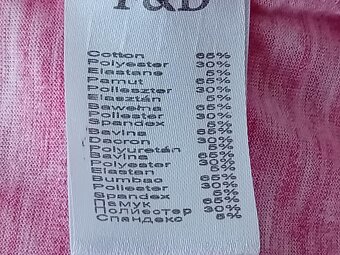 Cotton 65%
Polyester 30%
Elastane 5%
Pamut 65%
Poliészter 30%
Elasztán 5%
Bawełna 65%
Poliester 30%
Spandex 5%
Bavlna 65%
Dacron 30%
Polyuretán 5%
Bavlna 65%
Polyester 30%
Elastan 5%
Bumbac 65%
Poliester 30%
Spandex 5%
Памук 65%
Полиестер 30%
Спандекс 5%